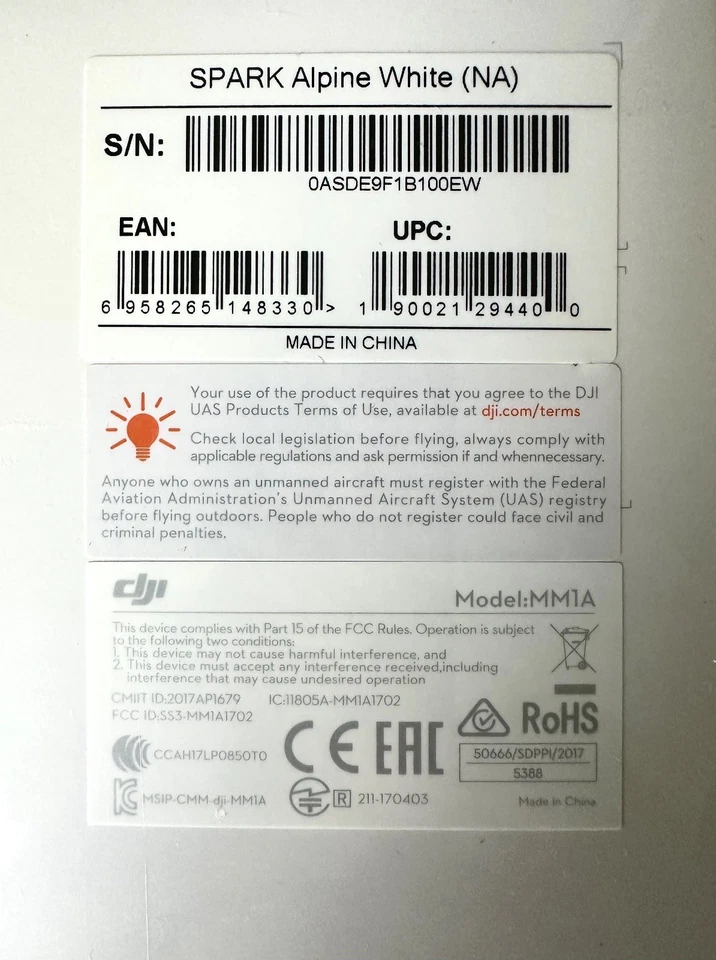 SPARK Alpine White (NA)
S/N:
0ASDE9F1B100EW
EAN:
UPC:
6 958265 148330 >
1 90021 29440 0
MADE IN CHINA
Your use of the product requires that you agree to the DJI
UAS Products Terms of Use, available at dji.com/terms
Check local legislation before flying, always comply with
applicable regulations and ask permission if and whennecessary.
Anyone who owns an unmanned aircraft must register with the Federal
Aviation Administration's Unmanned Aircraft System (UAS) registry
before flying outdoors. People who do not register could face civil and
criminal penalties.
dji
Model:MM1A
This device complies with Part 15 of the FCC Rules. Operation is subject
to the following two conditions:
1. This device may not cause harmful interference, and
2. This device must accept any interference received,including
interference that may cause undesired operation
CMIIT ID:2017AP1679
IC:11805A-MM1A1702
FCC ID:SS3-MM1A1702
RoHS
CCAH17LP0850T0
CE
EAC
50666/SDPPI/2017
5388
MSIP-CMM-dji-MM1A
R 211-170403
Made in China